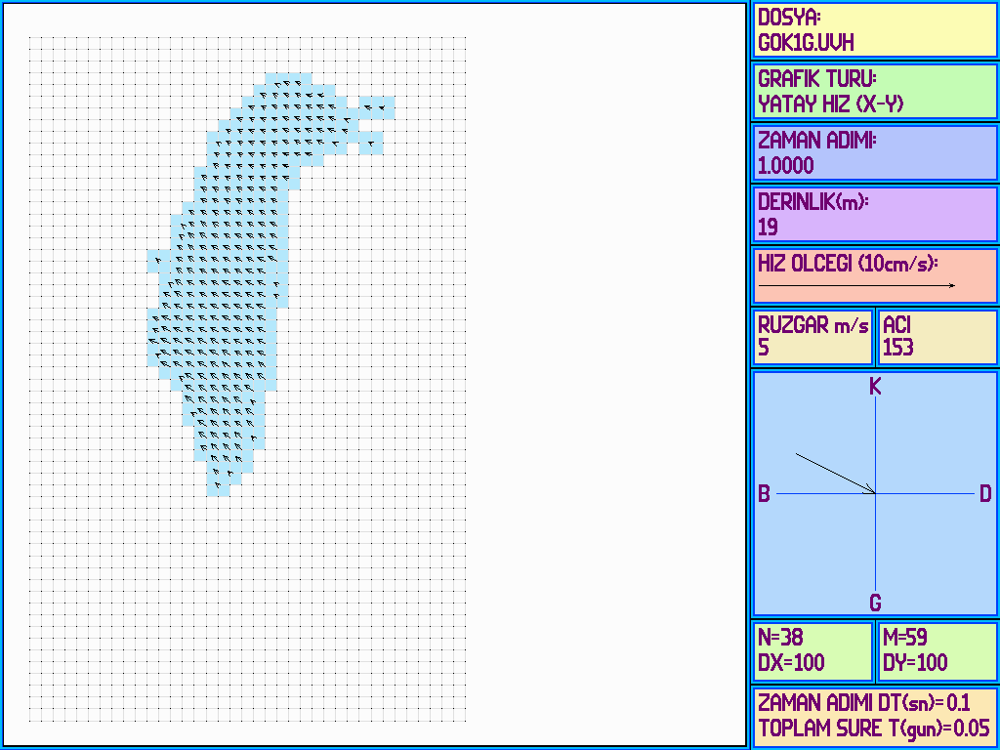 DOSYA:
GOK1G.UVH
GRAFIK TURU:
YATAY HIZ (X-Y)
ZAMAN ADIMI:
1.0000
DERINLIK(m):
19
HIZ OLCEGI (10cm/s):
RUZGAR m/s
5
ACI
153
K
B
D
G
N=38
DX=100
M=59
DY=100
ZAMAN ADIMI DT(sn)=0.1
TOPLAM SURE T(gun)=0.05